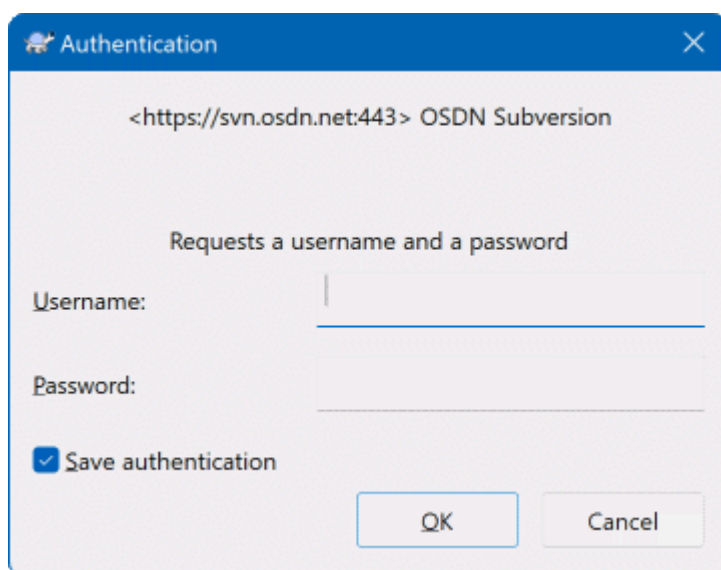 Authentication
<https://svn.osdn.net:443> OSDN Subversion
Requests a username and a password
Username:
Password:
Save authentication
OK Cancel